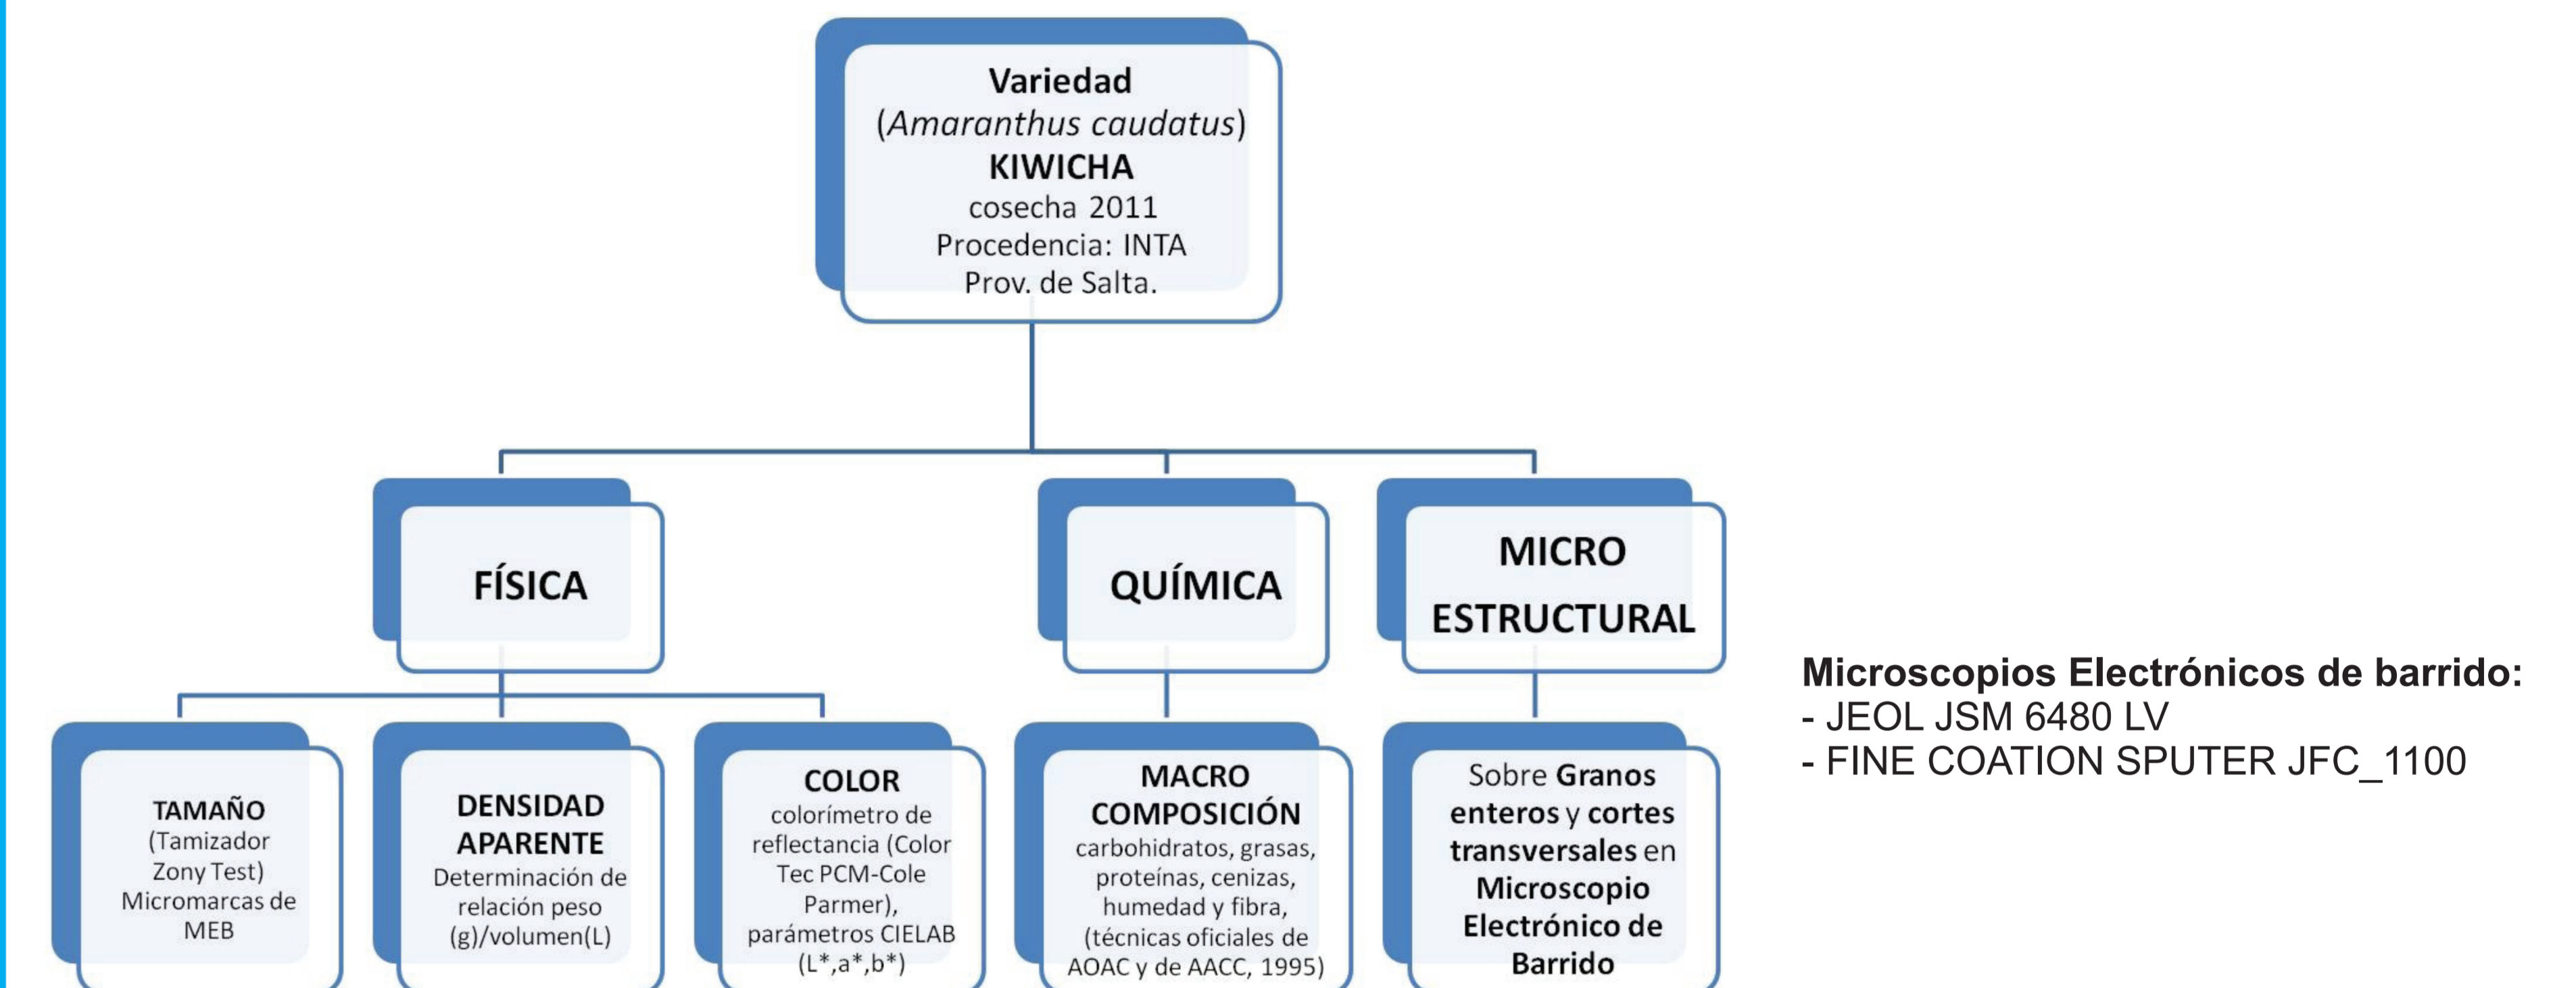 Variedad
(Amaranthus caudatus)
KIWICHA
cosecha 2011
Procedencia: INTA
Prov. de Salta.
FÍSICA
QUÍMICA
MICRO
ESTRUCTURAL
TAMAÑO
(Tamizador
Zony Test)
Micromarcas de
MEB
DENSIDAD
APARENTE
Determinación de
relación peso
(g)/volumen(L)
COLOR
colorímetro de
reflectancia (Color
Tec PCM-Cole
Parmer),
parámetros CIELAB
(L*,a*,b*)
MACRO
COMPOSICIÓN
carbohidratos, grasas,
proteínas, cenizas,
humedad y fibra,
(técnicas oficiales de
AOAC y de AACC, 1995)
Sobre Granos
enteros y cortes
transversales en
Microscopio
Electrónico de
Barrido
Microscopios Electrónicos de barrido:
- JEOL JSM 6480 LV
- FINE COATION SPUTER JFC_1100